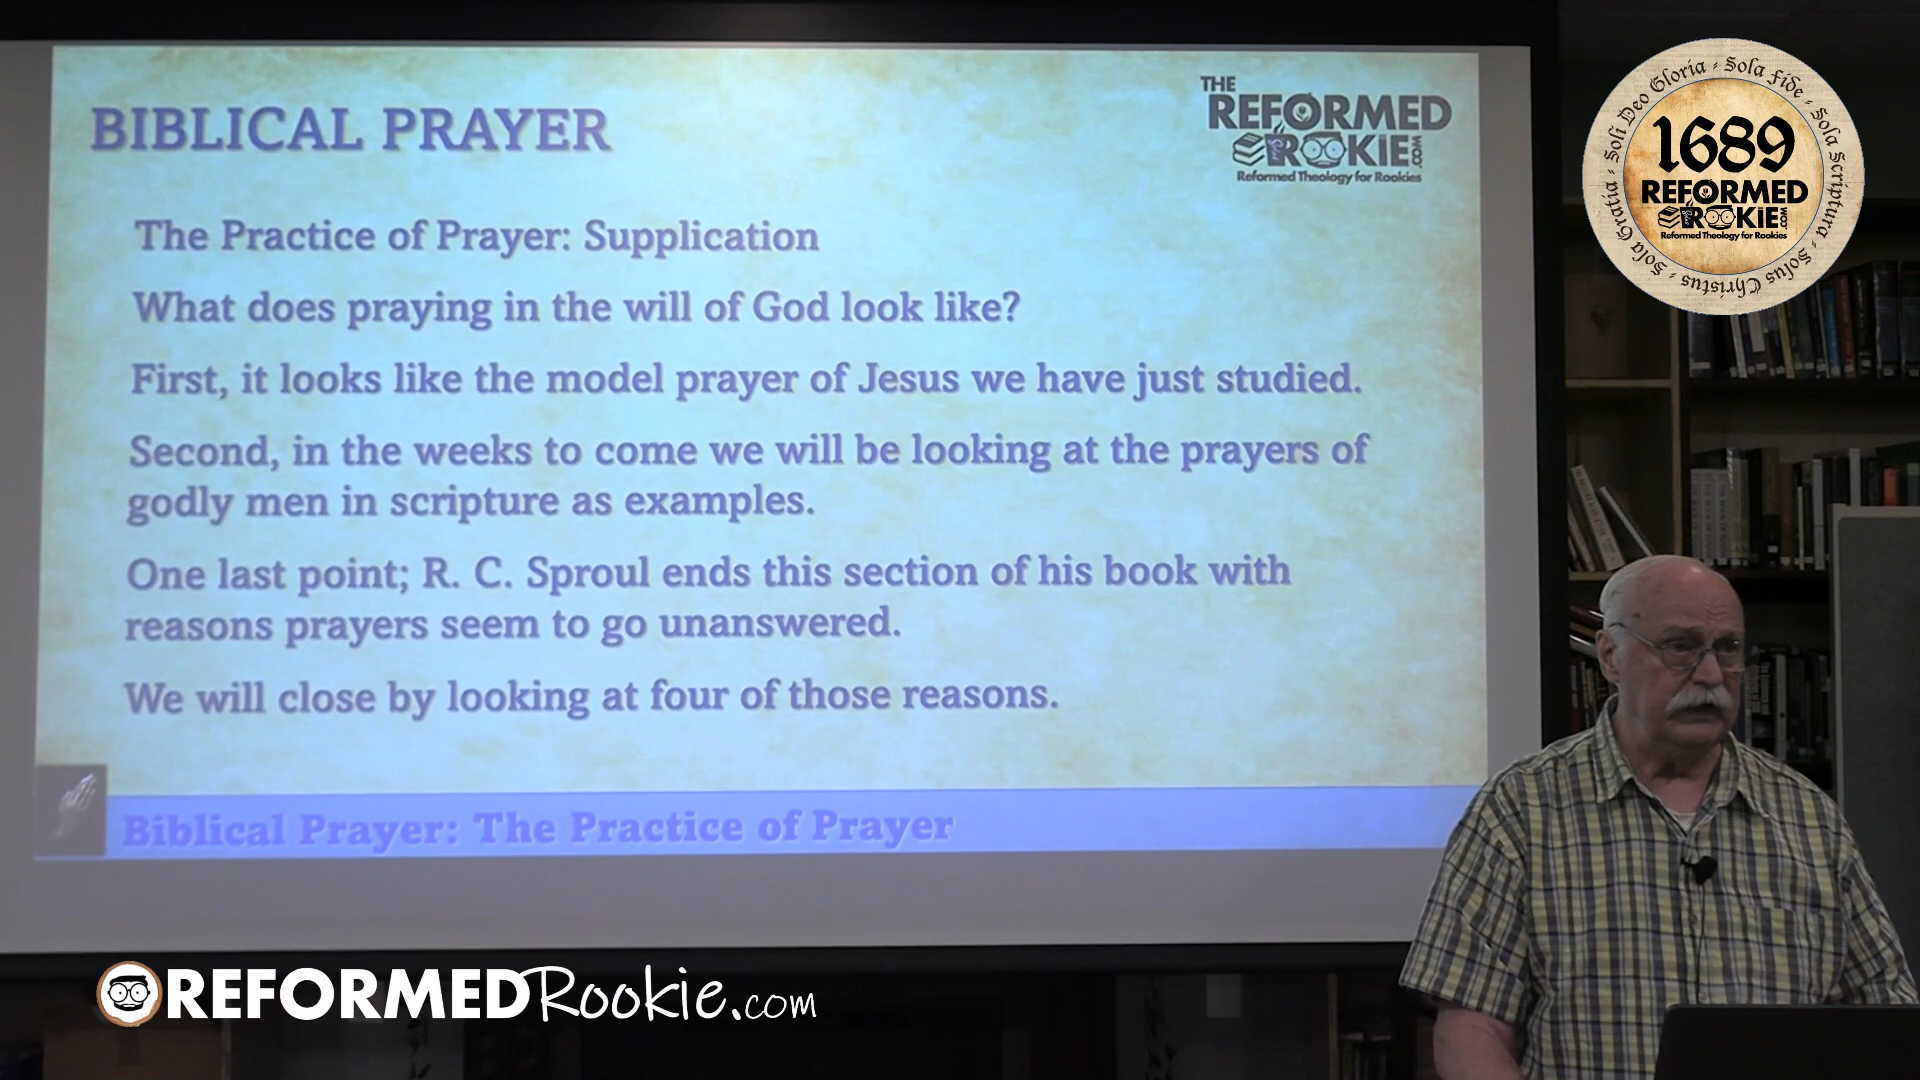 BIBLICAL PRAYER
THE
REFORMED
ROOKIE
.COM
Reformed Theology for Rookies
The Practice of Prayer: Supplication
What does praying in the will of God look like?
First, it looks like the model prayer of Jesus we have just studied.
Second, in the weeks to come we will be looking at the prayers of
godly men in scripture as examples.
One last point; R. C. Sproul ends this section of his book with
reasons prayers seem to go unanswered.
We will close by looking at four of those reasons.
Biblical Prayer: The Practice of Prayer
Soli Deo Gloria - Sola Fide - Sola Scriptura - Solus Christus - Sola Gratia -
1689
REFORMED
ROOKIE
.COM
Reformed Theology for Rookies
REFORMEDRookie.com